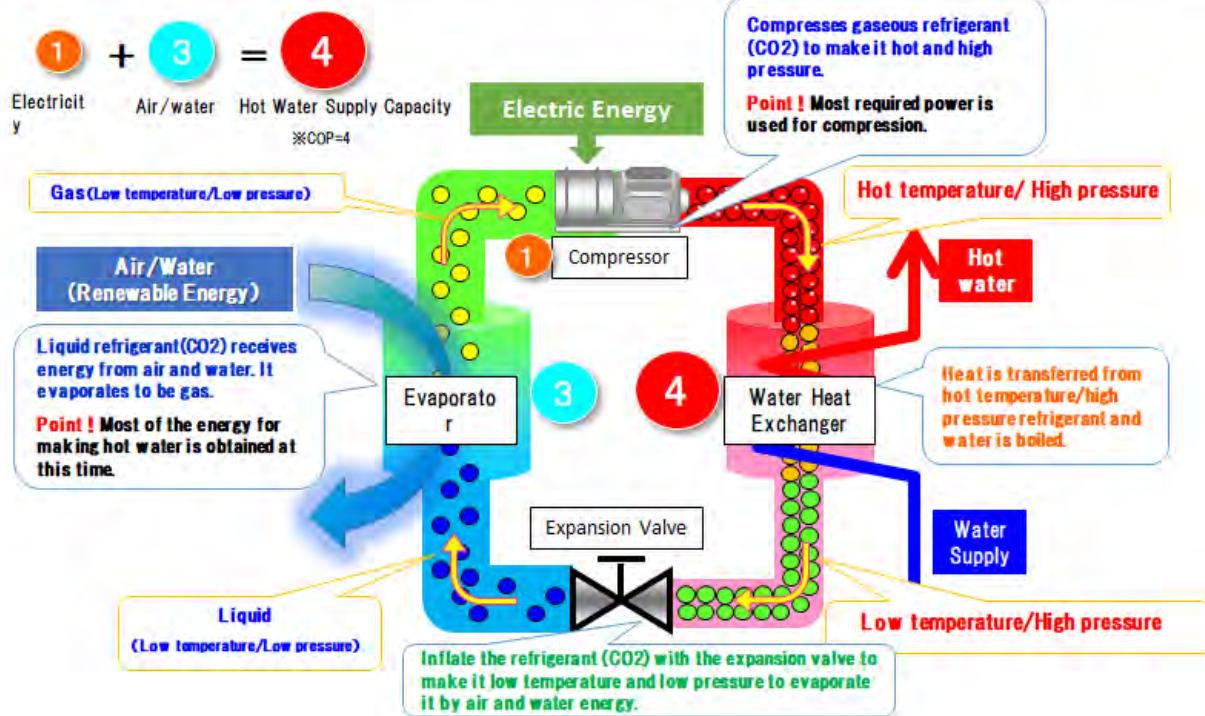 1 + 3 = 4
Electricit
y
Air/water
Hot Water Supply Capacity
※COP=4
Electric Energy
Compresses gaseous refrigerant
(CO2) to make it hot and high
pressure.
Point ! Most required power is
used for compression.
Gas(Low temperature/Low pressure)
Hot temperature/ High pressure
1
Compressor
Air/Water
(Renewable Energy)
Hot
water
Liquid refrigerant(CO2) receives
energy from air and water. It
evaporates to be gas.
Point ! Most of the energy for
making hot water is obtained at
this time.
Evaporato
r
3
4
Water Heat
Exchanger
Heat is transferred from
hot temperature/high
pressure refrigerant and
water is boiled.
Expansion Valve
Water
Supply
Liquid
(Low temperature/Low pressure)
Low temperature/High pressure
Inflate the refrigerant (CO2) with the expansion valve to
make it low temperature and low pressure to evaporate
it by air and water energy.